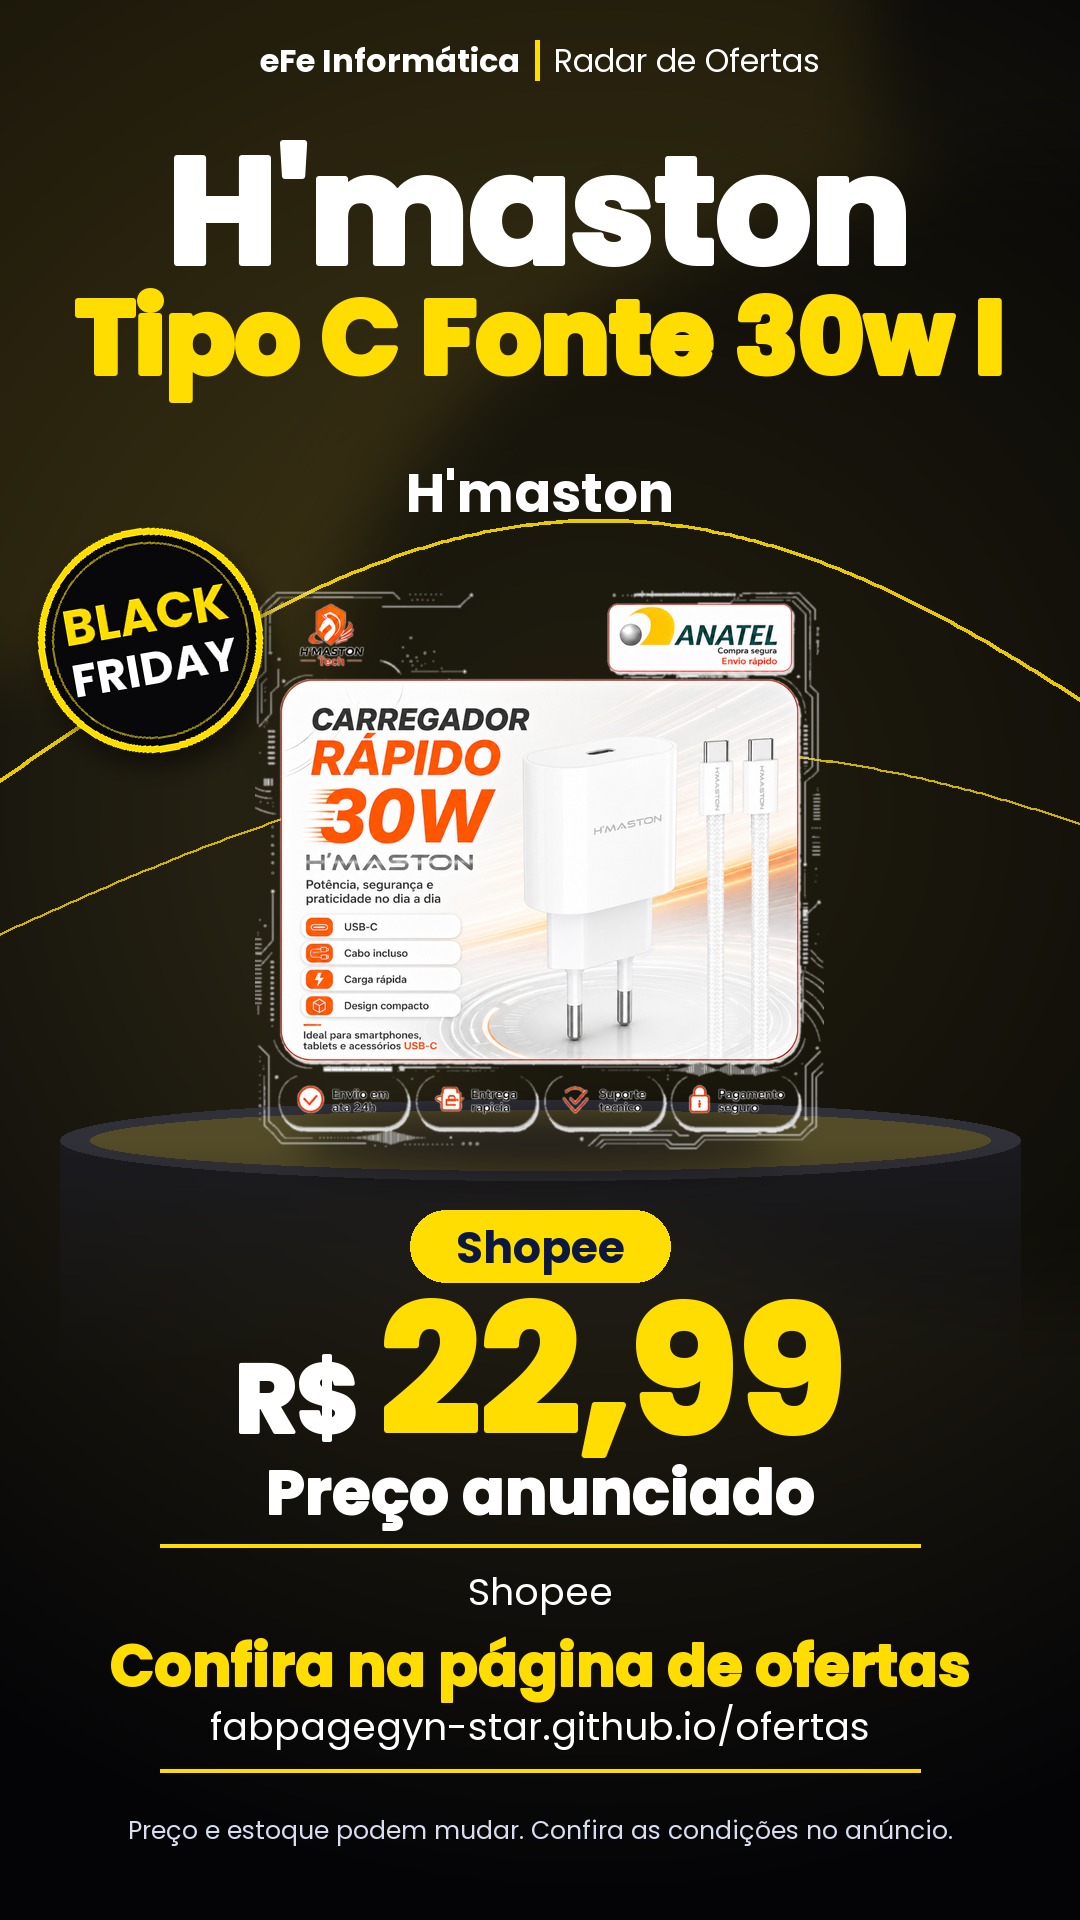 eFe Informática | Radar de Ofertas
H'maston
Tipo C Fonte 30w I
H'maston
BLACK
FRIDAY
H'MASTON
Tech
ANATEL
Compra segura
Envio rápido
CARREGADOR
RÁPIDO
30W
H'MASTON
Potência, segurança e
praticidade no dia a dia
USB-C
Cabo incluso
Carga rápida
Design compacto
Ideal para smartphones,
tablets e acessórios USB-C
H'MASTON
H'MASTON
H'MASTON
Envio em
até 24h
Entrega
rápida
Suporte
técnico
Pagamento
seguro
Shopee
R$ 22,99
Preço anunciado
Shopee
Confira na página de ofertas
fabpagegyn-star.github.io/ofertas
Preço e estoque podem mudar. Confira as condições no anúncio.